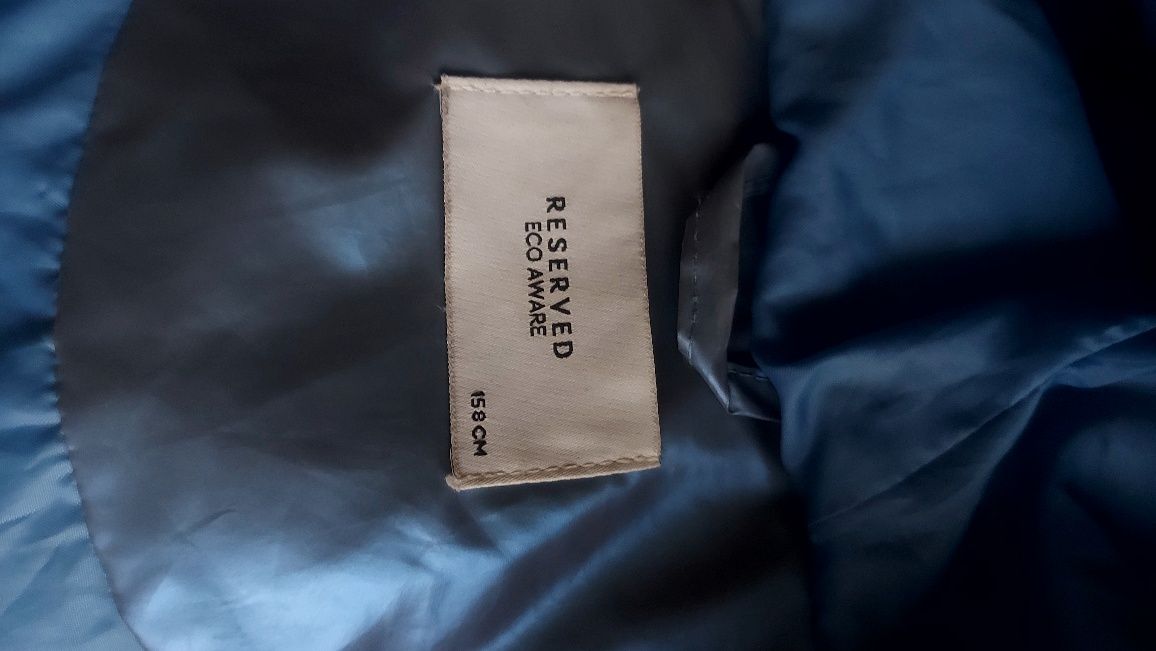 RESERVED
ECO AWARE
158 CM